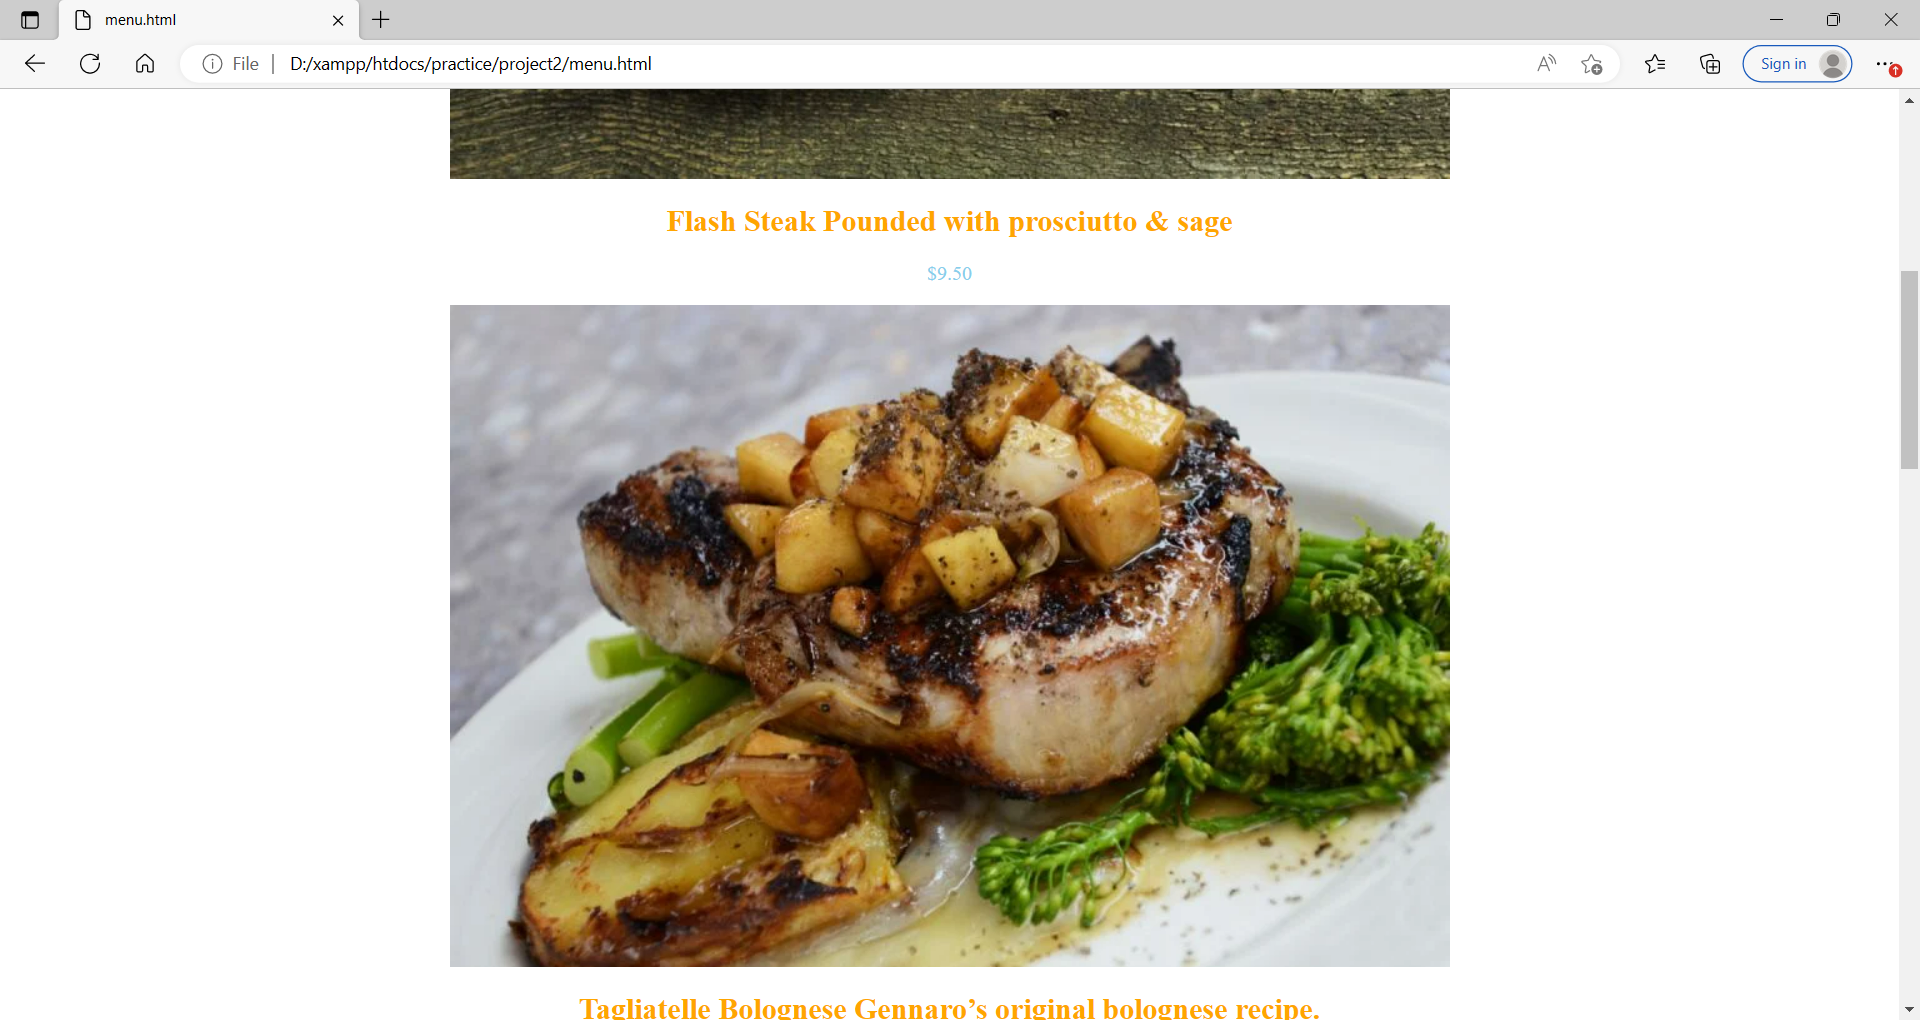 menu.html
File
D:/xampp/htdocs/practice/project2/menu.html
Sign in
Flash Steak Pounded with prosciutto & sage
$9.50
Tagliatelle Bolognese Gennaro’s original bolognese recipe.